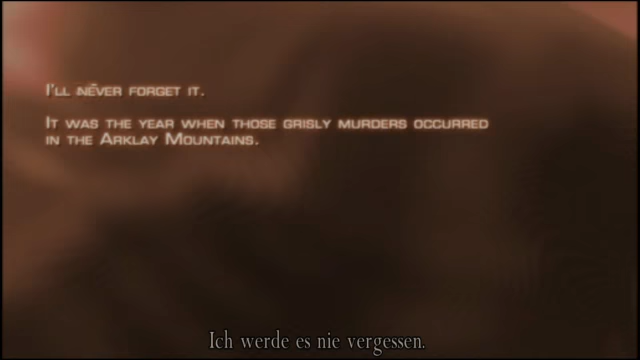 I'll never forget it.
It was the year when those grisly murders occurred
in the Arklay Mountains.
Ich werde es nie vergessen.